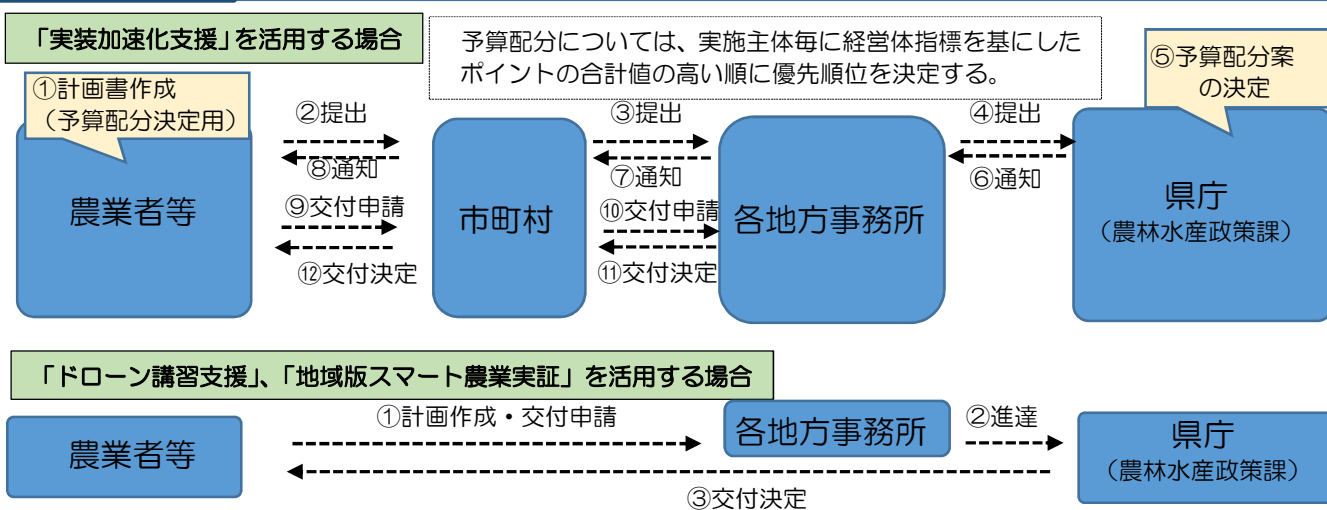 「実装加速化支援」を活用する場合
予算配分については、実施主体毎に経営体指標を基にした
ポイントの合計値の高い順に優先順位を決定する。
⑤予算配分案
の決定
①計画書作成
(予算配分決定用)
②提出
③提出
④提出
⑧通知
⑦通知
⑥通知
農業者等
⑨交付申請
市町村
⑩交付申請
各地方事務所
県庁
(農林水産政策課)
⑫交付決定
⑪交付決定
「ドローン講習支援」、「地域版スマート農業実証」を活用する場合
農業者等
①計画作成・交付申請
各地方事務所
②進達
県庁
(農林水産政策課)
③交付決定